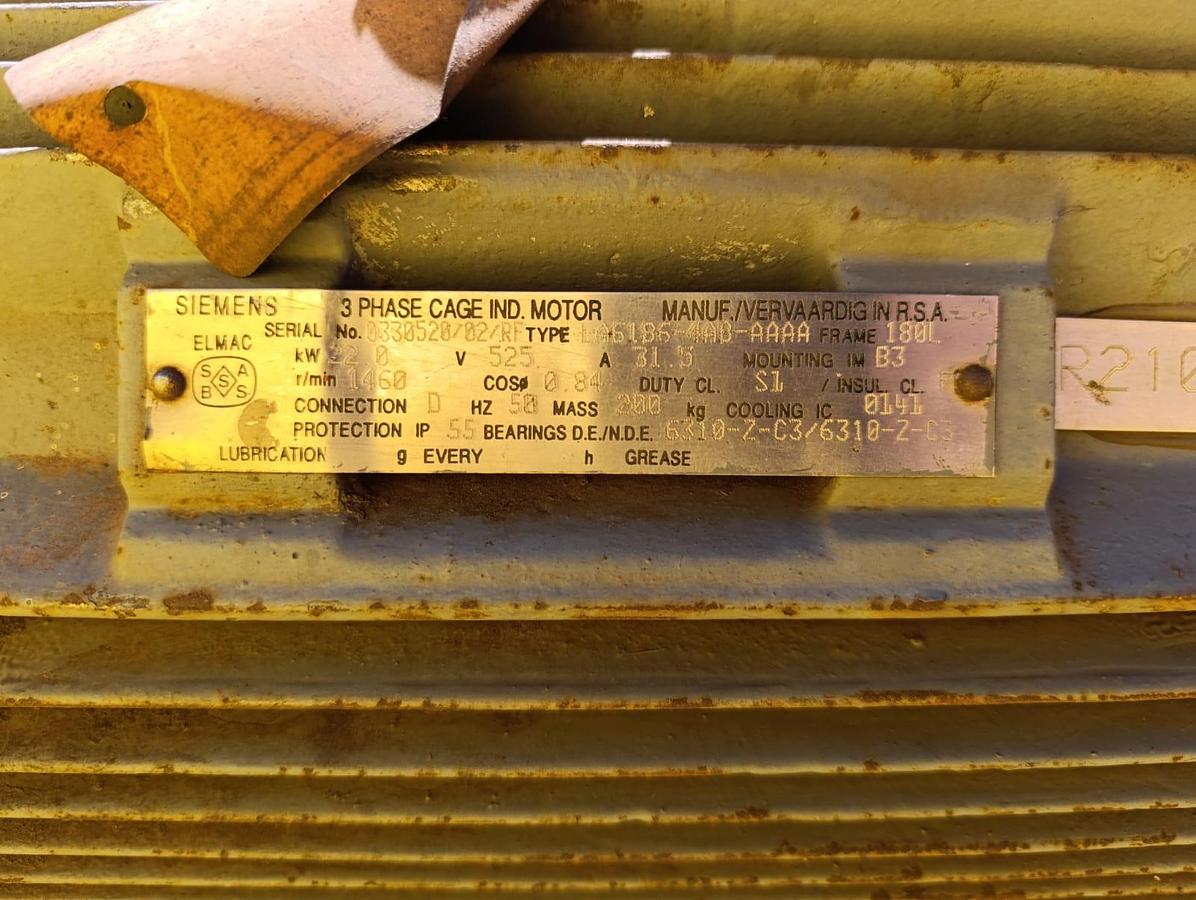 SIEMENS 3 PHASE CAGE IND. MOTOR MANUF./VERVAARDIG IN R.S.A.
ELMAC SERIAL No. 0330520/02/RF TYPE FRAME 180L
kW 22.0 V 525 A 31.5 MOUNTING IM B3
r/min 1460 COSø 0.84 DUTY CL. S1 / INSUL. CL.
S A B S
CONNECTION D HZ 50 MASS 200 kg COOLING IC 0141
PROTECTION IP 55 BEARINGS D.E./N.D.E. 6310-Z-C3/6310-Z-C3
LUBRICATION g EVERY h GREASE
R210